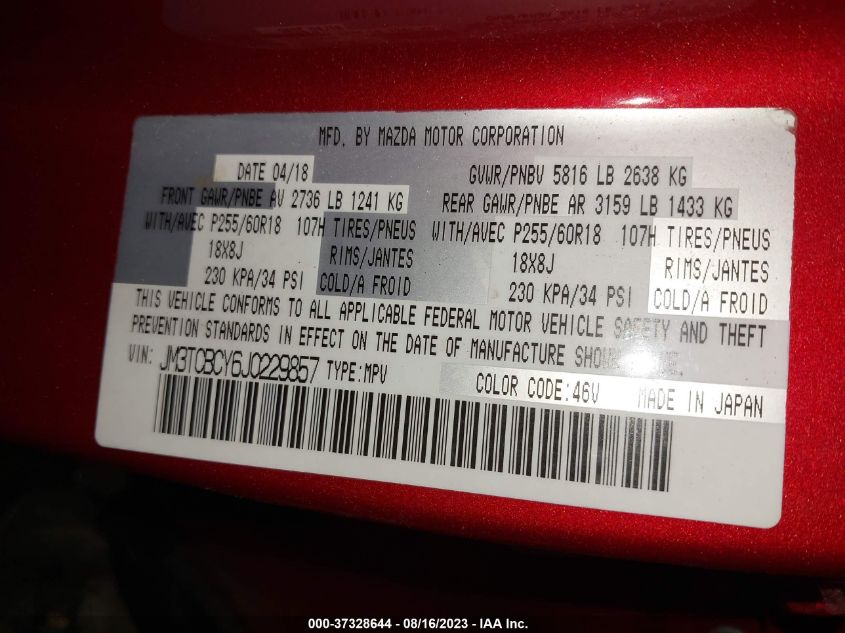 MFD. BY MAZDA MOTOR CORPORATION
DATE 04/18 GVWR/PNBV 5816 LB 2638 KG
FRONT GAWR/PNBE AV 2736 LB 1241 KG REAR GAWR/PNBE AR 3159 LB 1433 KG
WITH/AVEC P255/60R18 107H TIRES/PNEUS WITH/AVEC P255/60R18 107H TIRES/PNEUS
18X8J RIMS/JANTES 18X8J RIMS/JANTES
230 KPA/34 PSI COLD/A FROID 230 KPA/34 PSI COLD/A FROID
THIS VEHICLE CONFORMS TO ALL APPLICABLE FEDERAL MOTOR VEHICLE SAFETY AND THEFT
PREVENTION STANDARDS IN EFFECT ON THE DATE OF MANUFACTURE SHOWN ABOVE.
VIN: JM3TCBCY6J0229857 TYPE:MPV COLOR CODE:46V MADE IN JAPAN
000-37328644 - 08/16/2023 - IAA Inc.